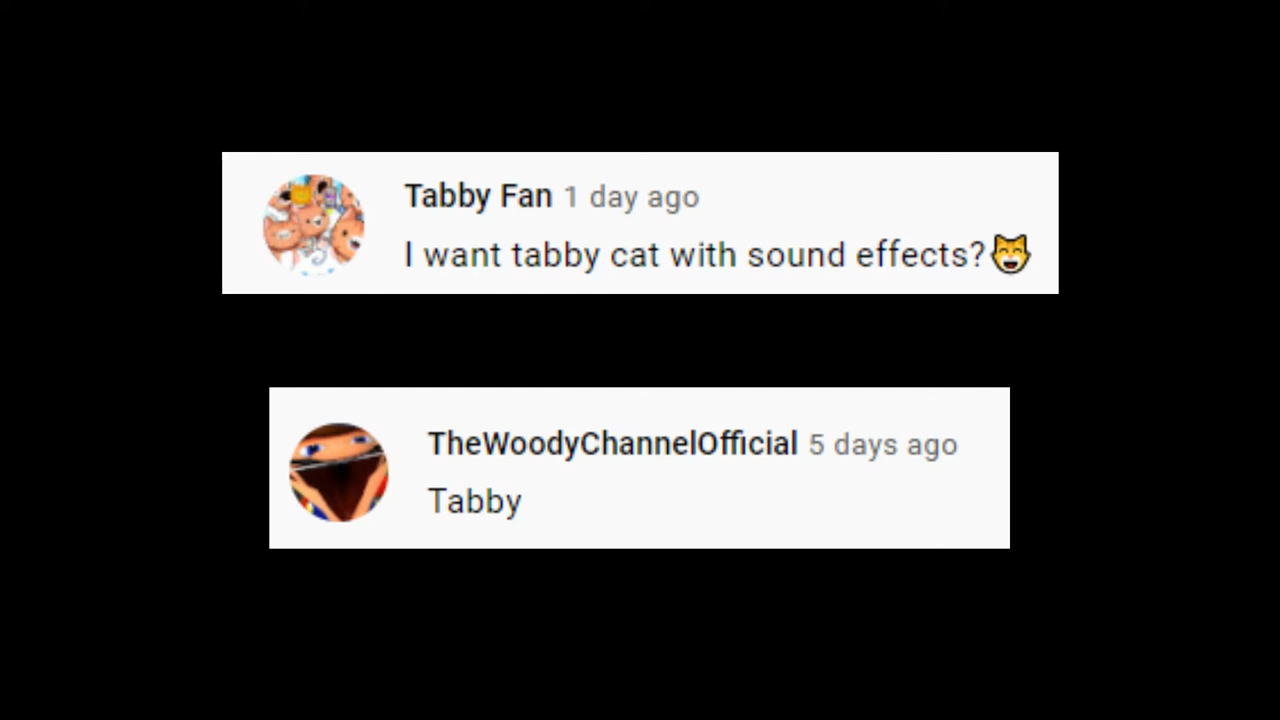 Tabby Fan 1 day ago
I want tabby cat with sound effects?😸
TheWoodyChannelOfficial 5 days ago
Tabby